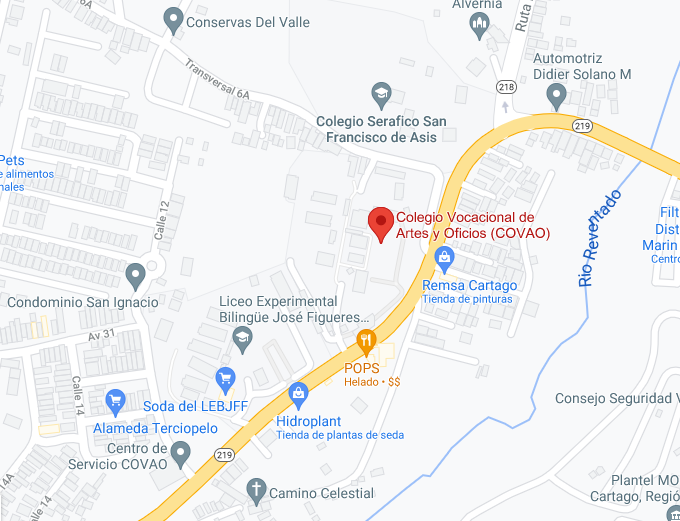 Alvernia
Conservas Del Valle
Ruta
Automotriz
Didier Solano M
Transversal 6A
218
219
Colegio Serafico San
Francisco de Asis
Pets
e alimentos
nales
Calle 12
Colegio Vocacional de
Artes y Oficios (COVAO)
Rio Reventado
Filt
Dist
Marin
Centro
Remsa Cartago
Tienda de pinturas
Condominio San Ignacio
Liceo Experimental
Bilingüe José Figueres...
Av 31
POPS
Helado • $$
Calle 14
Soda del LEBJFF
Alameda Terciopelo
Hidroplant
Tienda de plantas de seda
Consejo Seguridad V
Centro de
Servicio COVAO
219
14A
Calle 14
Camino Celestial
Plantel MO
Cartago, Regió